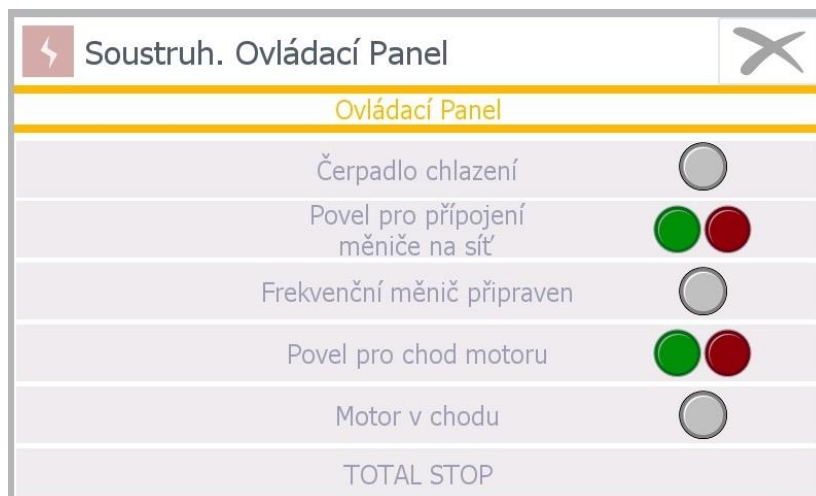 Soustruh. Ovládací Panel
Ovládací Panel
Čerpadlo chlazení
Povel pro přípojení
měniče na síť
Frekvenční měnič připraven
Povel pro chod motoru
Motor v chodu
TOTAL STOP